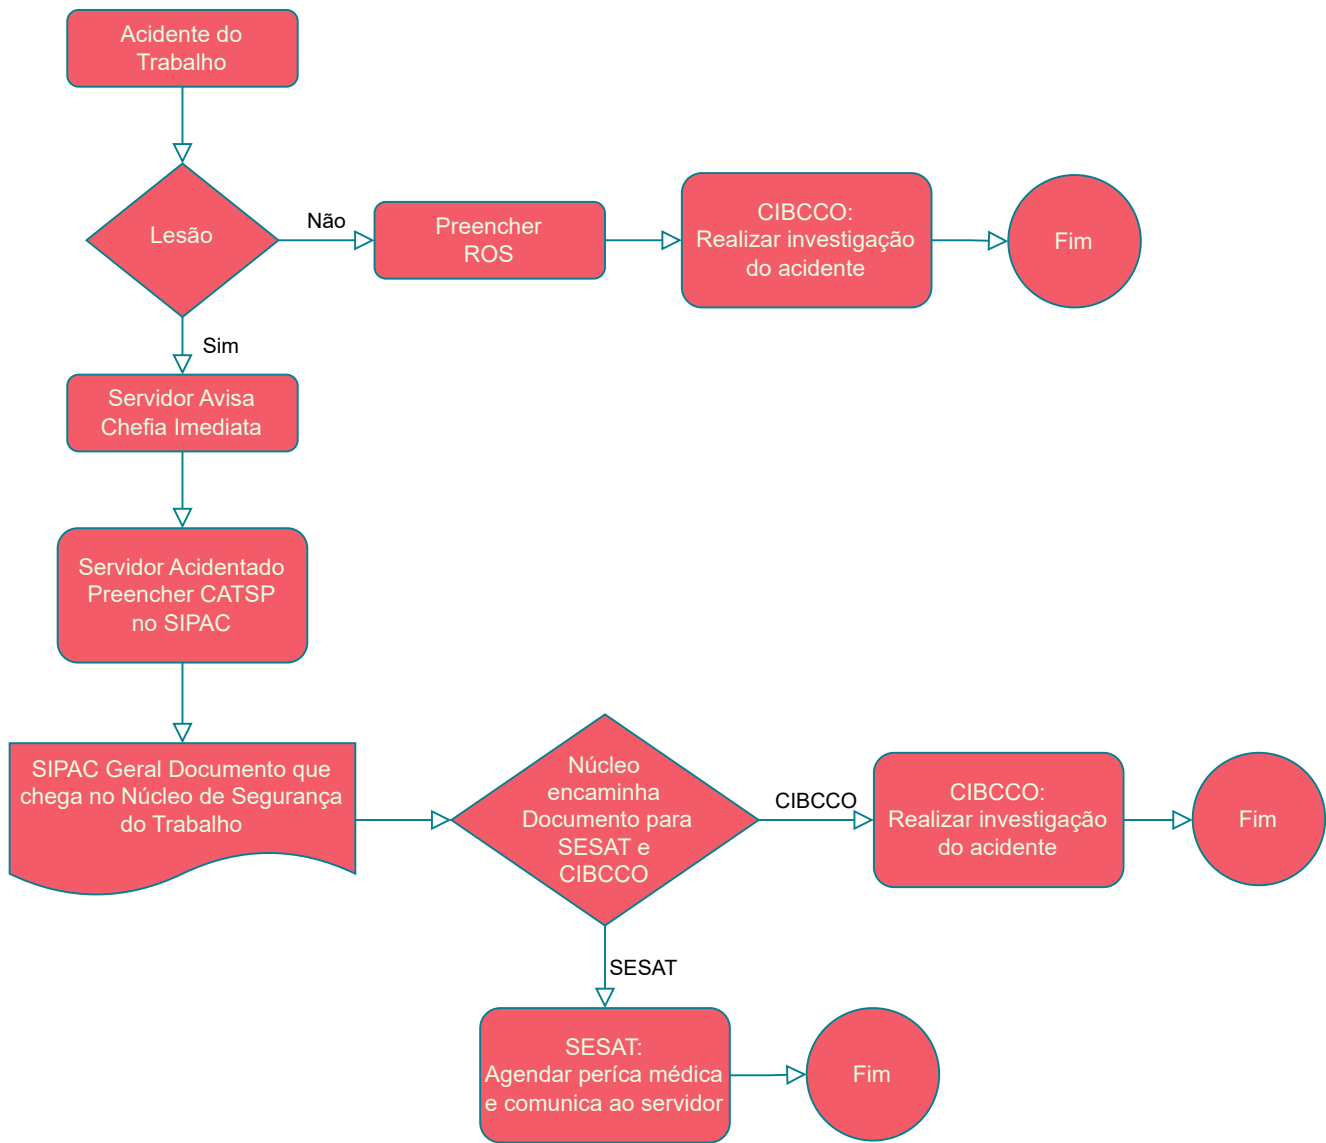 Acidente do
Trabalho
Lesão
Não
Preencher
ROS
CIBCCO:
Realizar investigação
do acidente
Fim
Sim
Servidor Avisa
Chefia Imediata
Servidor Acidentado
Preencher CATSP
no SIPAC
SIPAC Geral Documento que
chega no Núcleo de Segurança
do Trabalho
Núcleo
encaminha
Documento para
SESAT e
CIBCCO
CIBCCO
CIBCCO:
Realizar investigação
do acidente
Fim
SESAT
SESAT:
Agendar períca médica
e comunica ao servidor
Fim